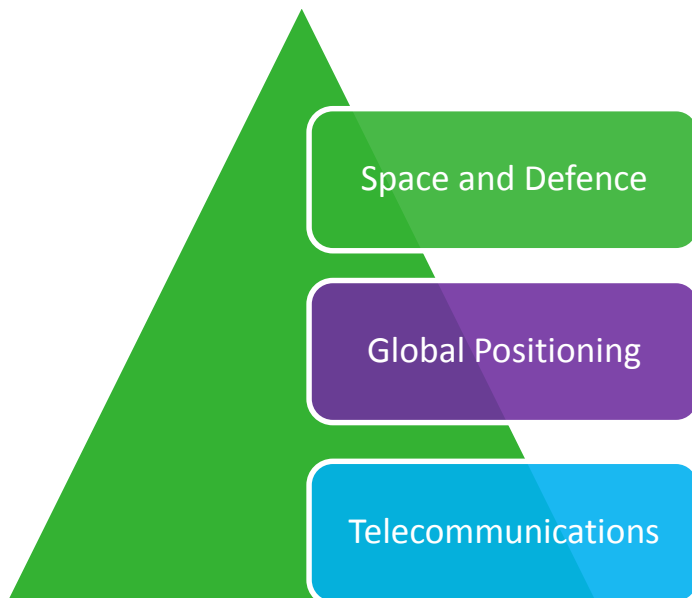 Space and Defence
Global Positioning
Telecommunications